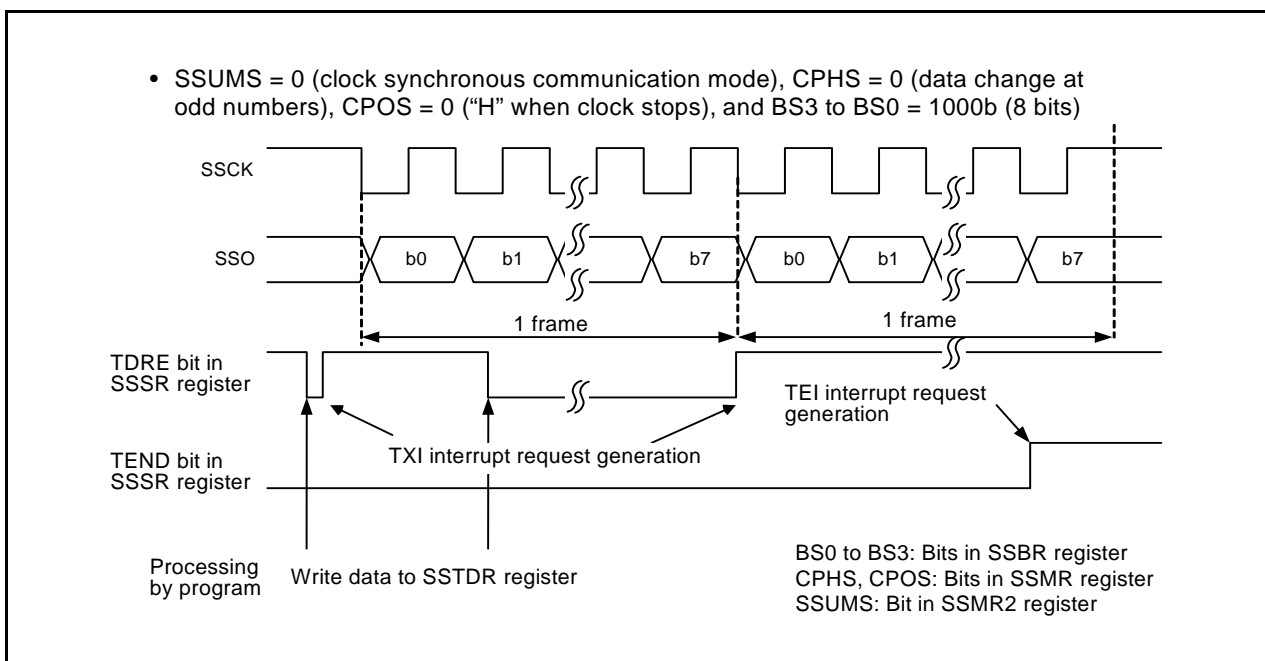 • SSUMS = 0 (clock synchronous communication mode), CPHS = 0 (data change at
odd numbers), CPOS = 0 (“H” when clock stops), and BS3 to BS0 = 1000b (8 bits)
SSCK
SSO
b0 b1 b7 b0 b1 b7
1 frame 1 frame
TDRE bit in
SSSR register
TEI interrupt request
generation
TXI interrupt request generation
TEND bit in
SSSR register
Processing
by program
Write data to SSTDR register
BS0 to BS3: Bits in SSBR register
CPHS, CPOS: Bits in SSMR register
SSUMS: Bit in SSMR2 register